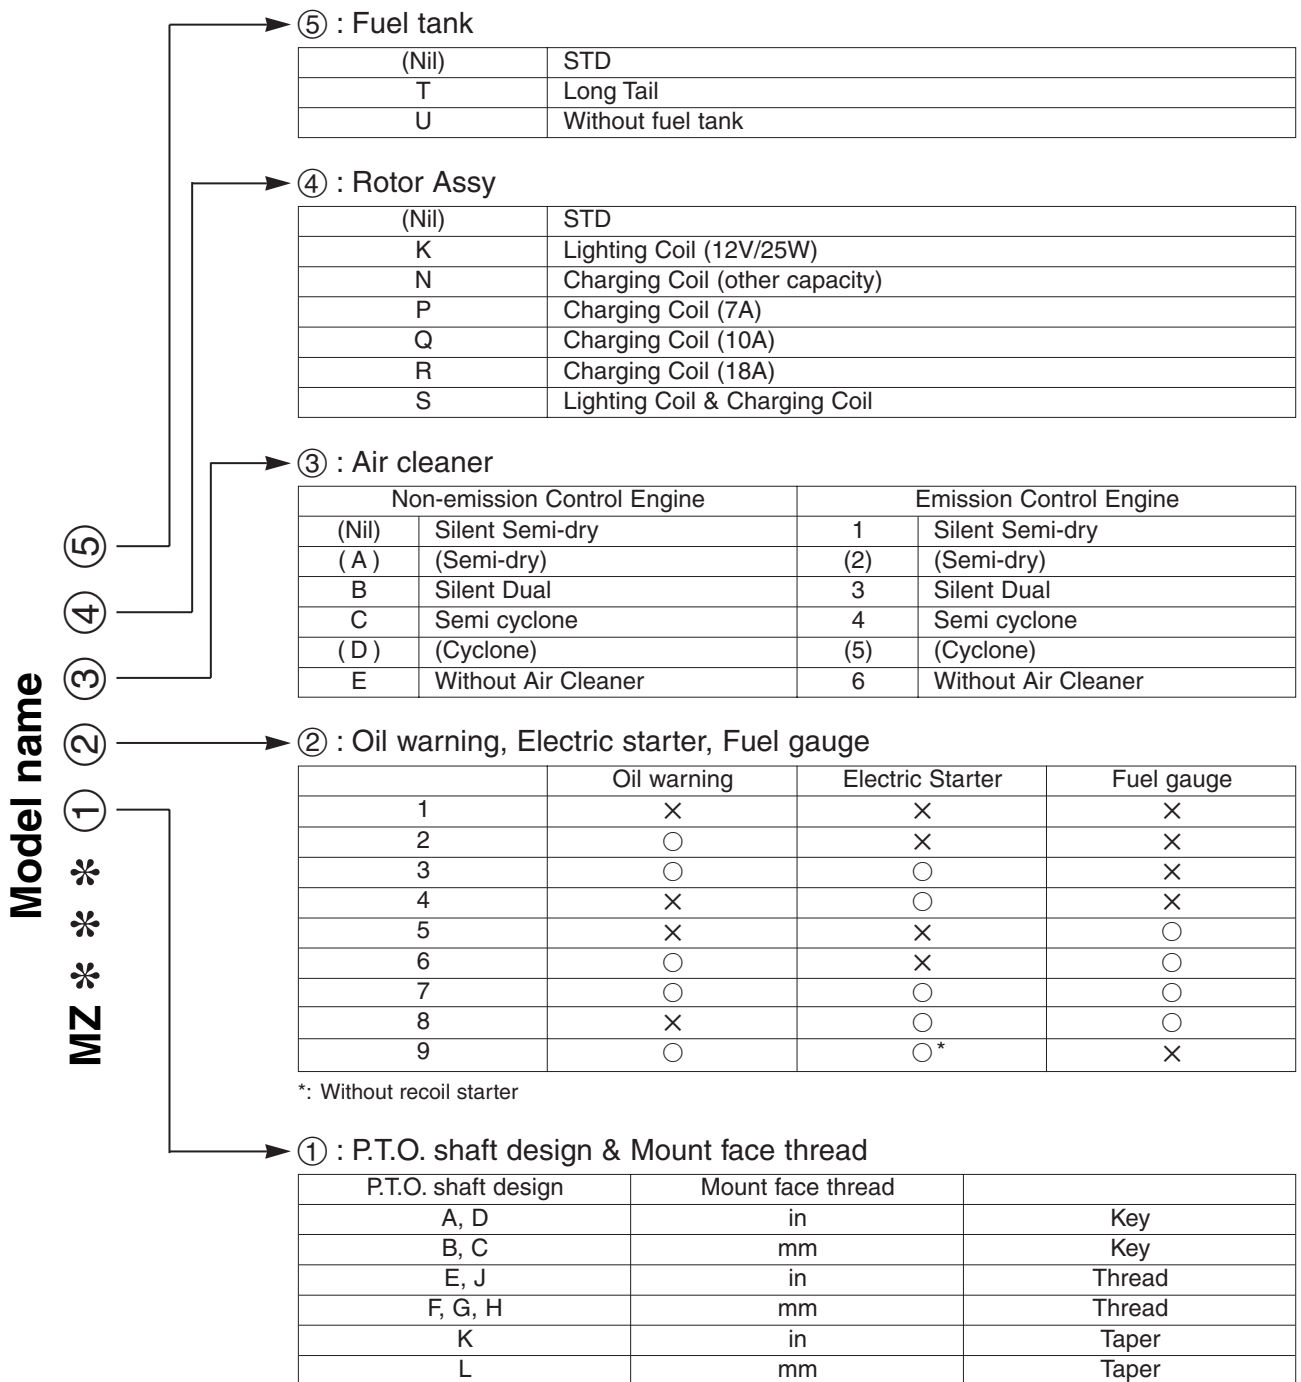 ⑤ : Fuel tank
(Nil) STD
T Long Tail
U Without fuel tank
④ : Rotor Assy
(Nil) STD
K Lighting Coil (12V/25W)
N Charging Coil (other capacity)
P Charging Coil (7A)
Q Charging Coil (10A)
R Charging Coil (18A)
S Lighting Coil & Charging Coil
③ : Air cleaner
Non-emission Control Engine Emission Control Engine
(Nil) Silent Semi-dry 1 Silent Semi-dry
( A ) (Semi-dry) (2) (Semi-dry)
B Silent Dual 3 Silent Dual
C Semi cyclone 4 Semi cyclone
( D ) (Cyclone) (5) (Cyclone)
E Without Air Cleaner 6 Without Air Cleaner
② : Oil warning, Electric starter, Fuel gauge
Oil warning Electric Starter Fuel gauge
1 × × ×
2 ○ × ×
3 ○ ○ ×
4 × ○ ×
5 × × ○
6 ○ × ○
7 ○ ○ ○
8 × ○ ○
9 ○ ○* ×
*: Without recoil starter
① : P.T.O. shaft design & Mount face thread
P.T.O. shaft design Mount face thread
A, D in Key
B, C mm Key
E, J in Thread
F, G, H mm Thread
K in Taper
L mm Taper
Model name
MZ * * * ① ② ③ ④ ⑤